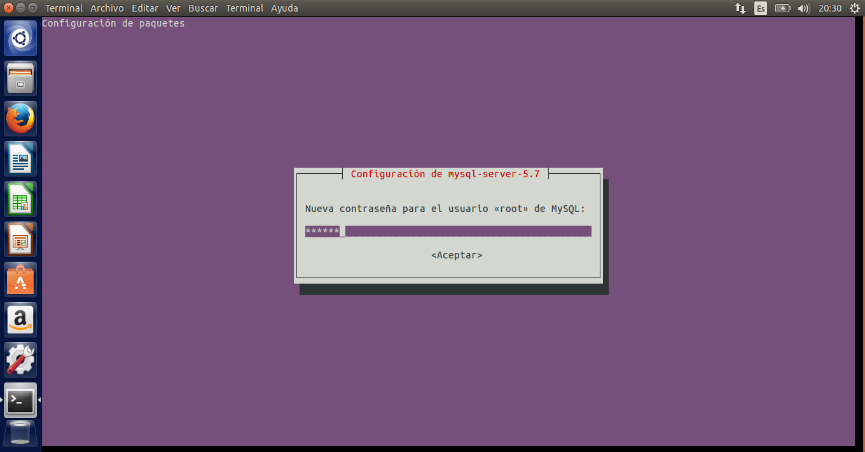 Terminal Archivo Editar Ver Buscar Terminal Ayuda
Es
20:30
Configuración de paquetes
Configuración de mysql-server-5.7
Nueva contraseña para el usuario «root» de MySQL:
******
<Aceptar>